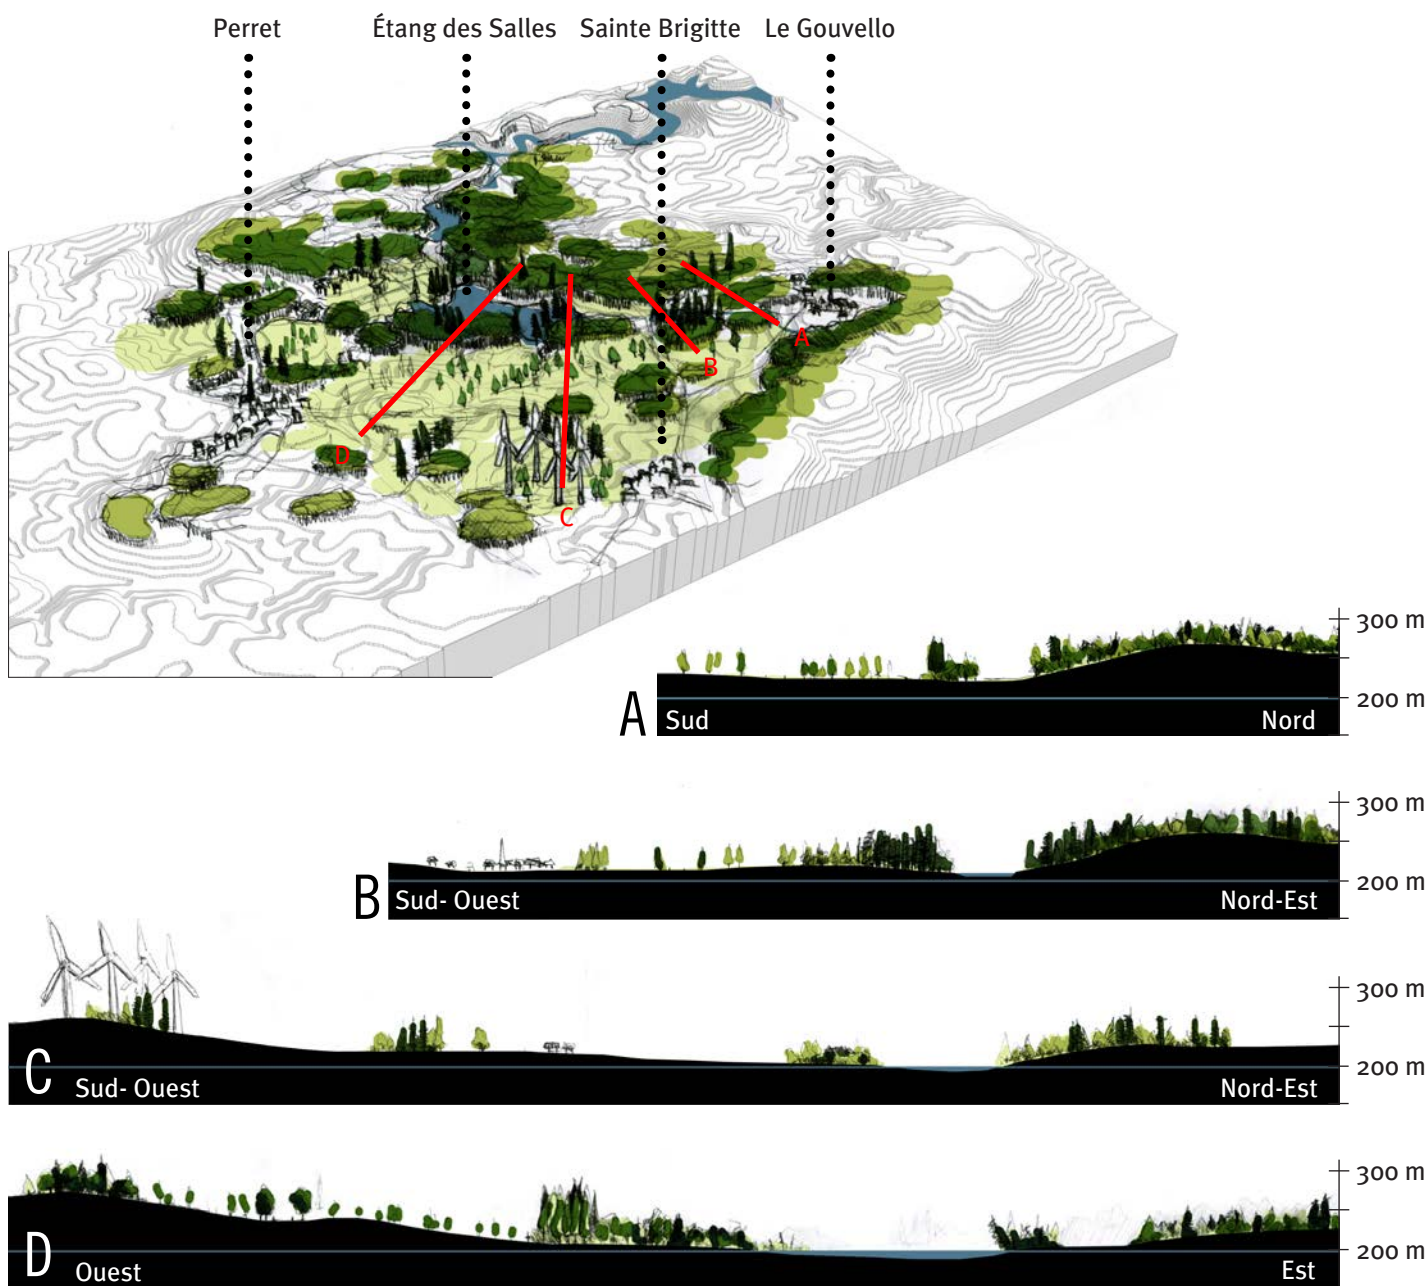 Perret
Étang des Salles
Sainte Brigitte
Le Gouvello
A
B
D
C
300 m
200 m
A
Sud
Nord
300 m
200 m
B
Sud- Ouest
Nord-Est
300 m
200 m
C
Sud- Ouest
Nord-Est
300 m
200 m
D
Ouest
Est